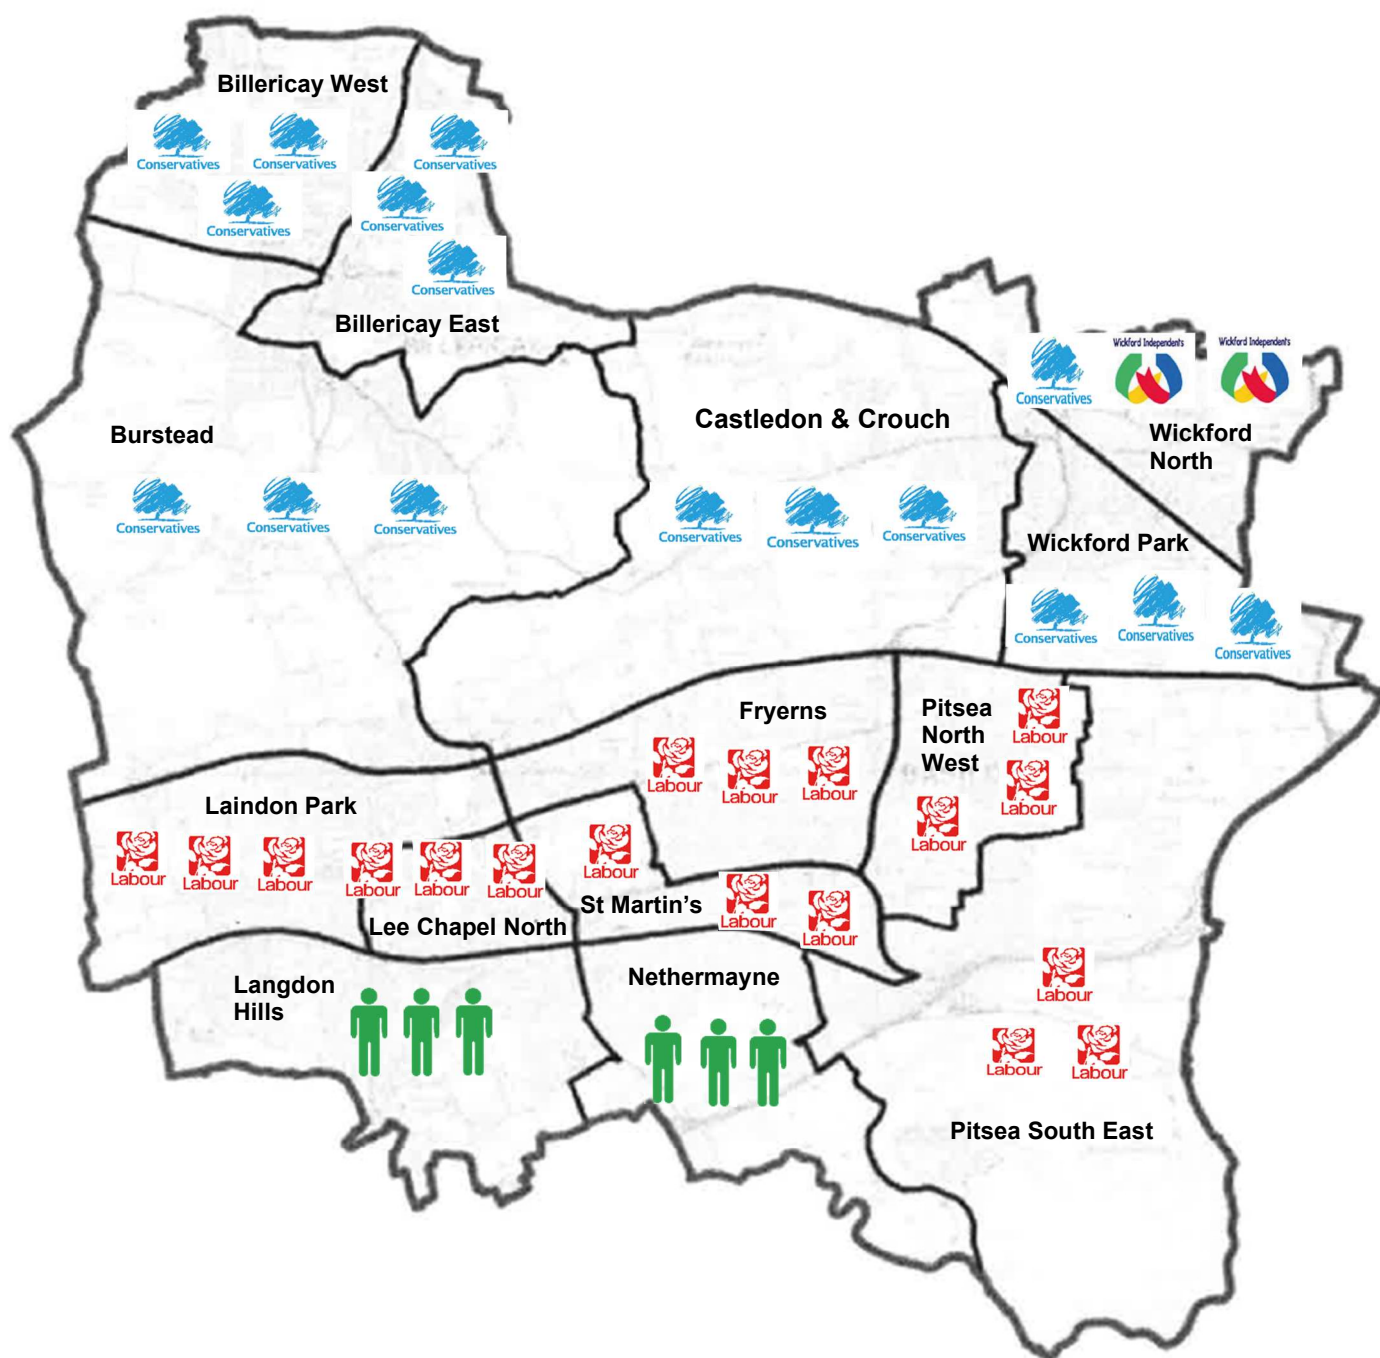 Billericay West
Conservatives
Conservatives
Conservatives
Conservatives
Conservatives
Conservatives
Billericay East
Wickford Independents
Wickford Independents
Conservatives
Castledon & Crouch
Burstead
Wickford
North
Conservatives
Conservatives
Conservatives
Conservatives
Conservatives
Conservatives
Wickford Park
Conservatives
Conservatives
Conservatives
Fryerns
Pitsea
North
West
Labour
Labour
Labour
Labour
Labour
Labour
Laindon Park
Labour
Labour
Labour
Labour
Labour
Labour
Labour
St Martin's
Labour
Labour
Lee Chapel North
Langdon
Hills
Nethermayne
Labour
Labour
Labour
Pitsea South East